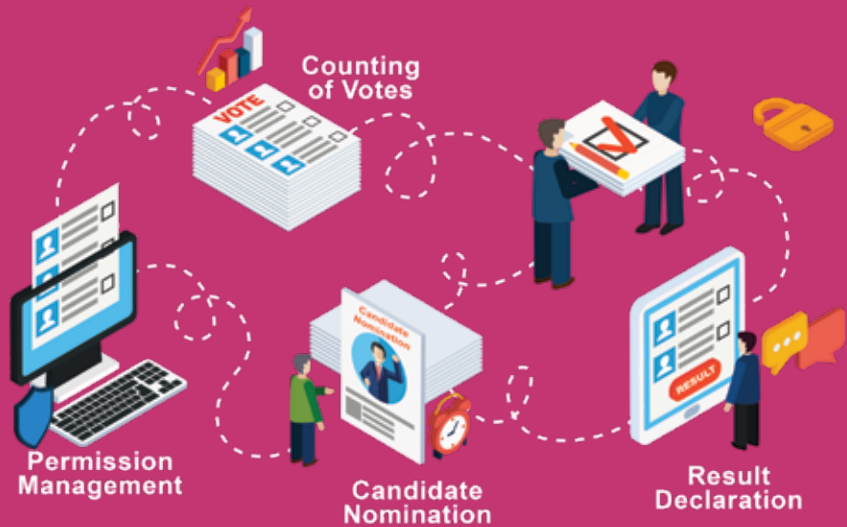 Counting
of Votes
VOTE
Candidate
Nomination
RESULT
Permission
Management
Candidate
Nomination
Result
Declaration